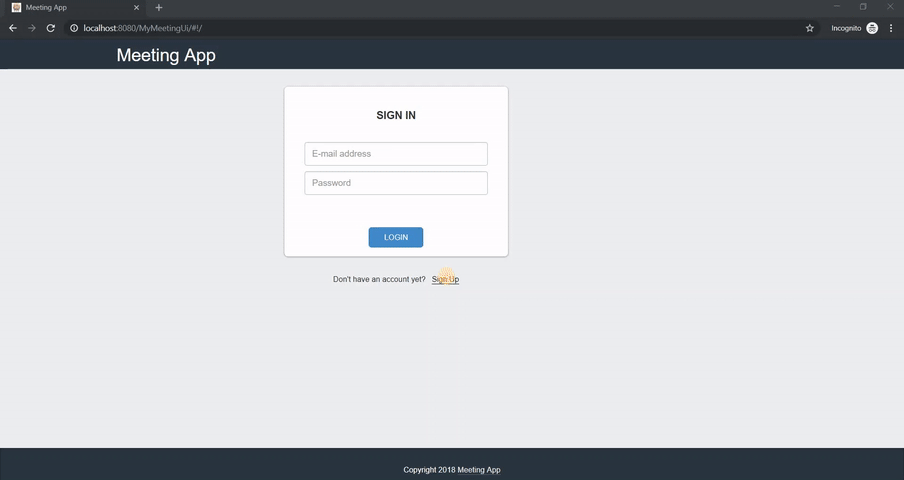 Meeting App
localhost:8080/MyMeetingUi/#!/
Incognito
Meeting App
SIGN IN
E-mail address
Password
LOGIN
Don't have an account yet? Sign Up
Copyright 2018 Meeting App